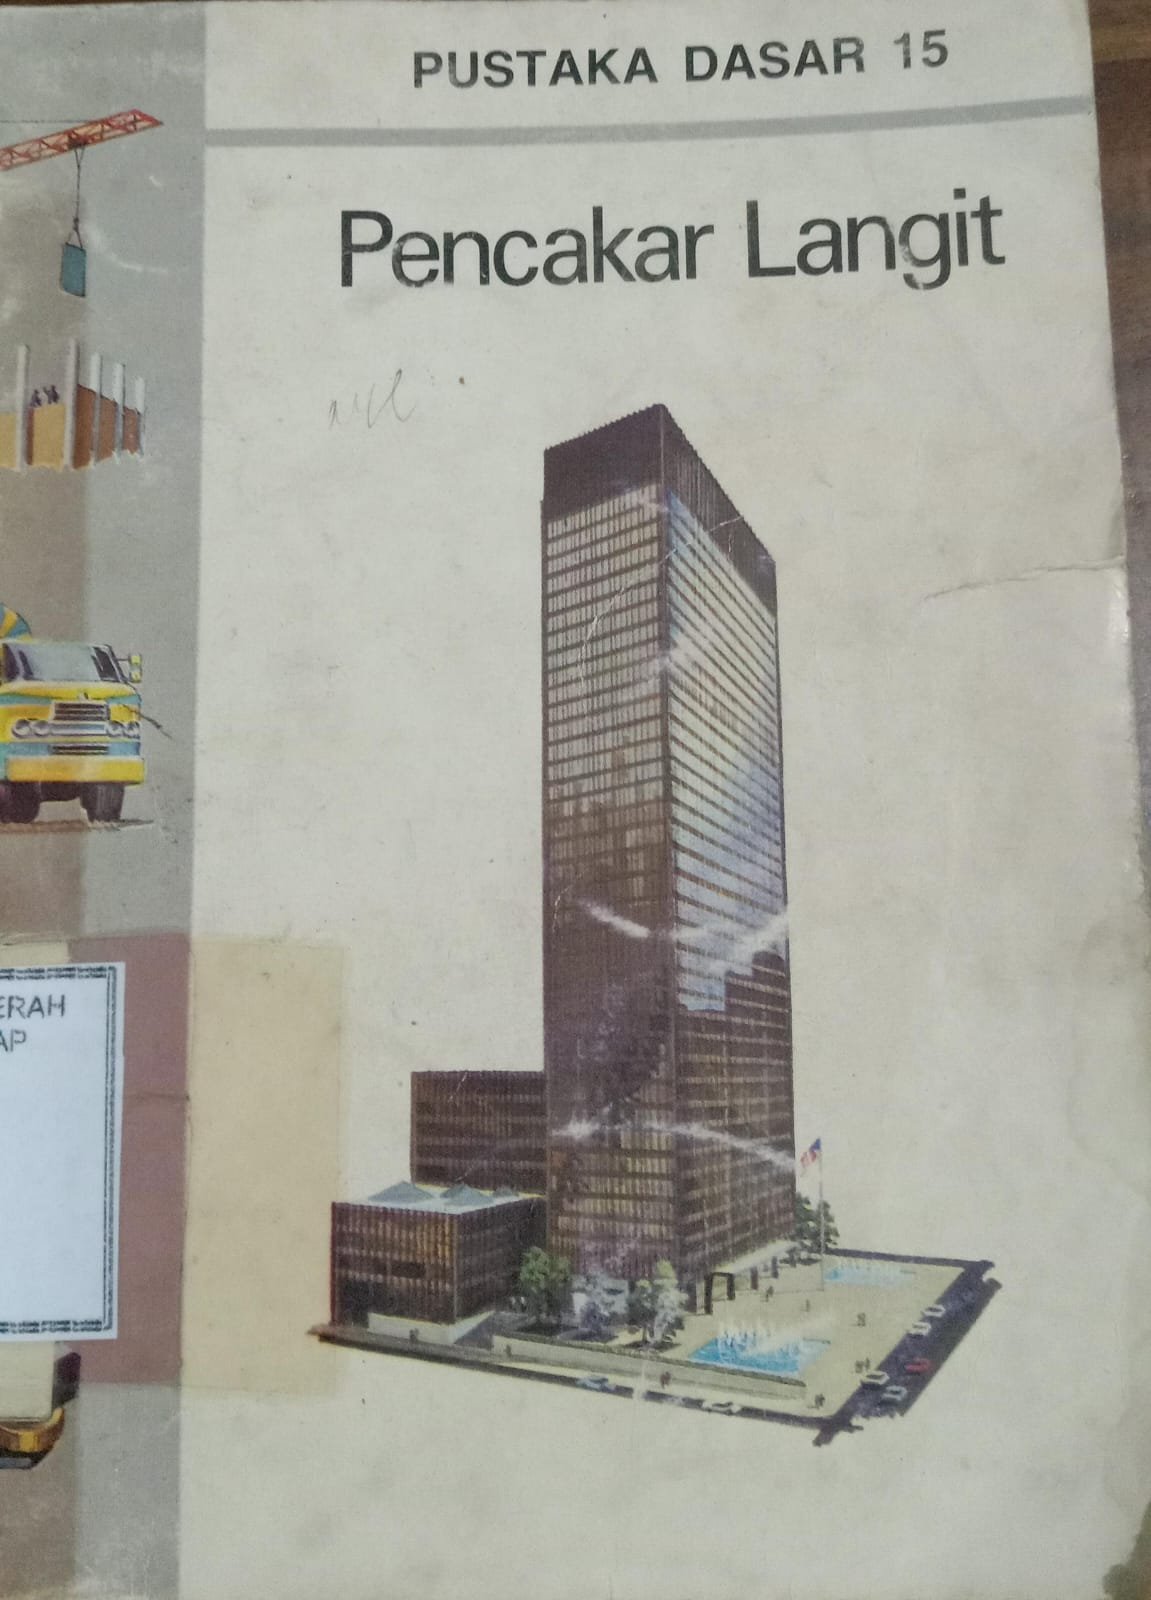 PUSTAKA DASAR 15
Pencakar Langit
ERAH
AP